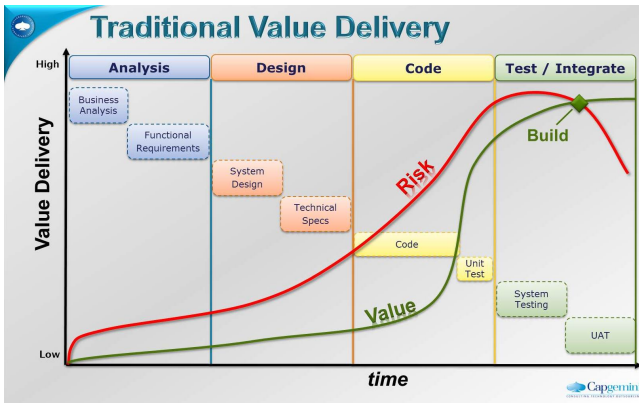 Traditional Value Delivery
High
Analysis
Design
Code
Test / Integrate
Business
Analysis
Functional
Requirements
System
Design
Technical
Specs
Code
Unit
Test
System
Testing
UAT
Risk
Value
Build
Value Delivery
Low
time
Capgemini